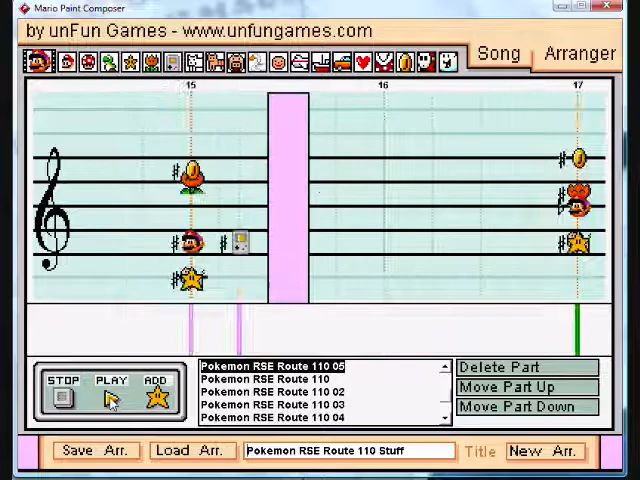 Mario Paint Composer
by unFun Games - www.unfungames.com
Song
Arranger
15
16
17
STOP
PLAY
ADD
Pokemon RSE Route 110 05
Pokemon RSE Route 110
Pokemon RSE Route 110 02
Pokemon RSE Route 110 03
Pokemon RSE Route 110 04
Delete Part
Move Part Up
Move Part Down
Save Arr.
Load Arr.
Pokemon RSE Route 110 Stuff
Title
New Arr.